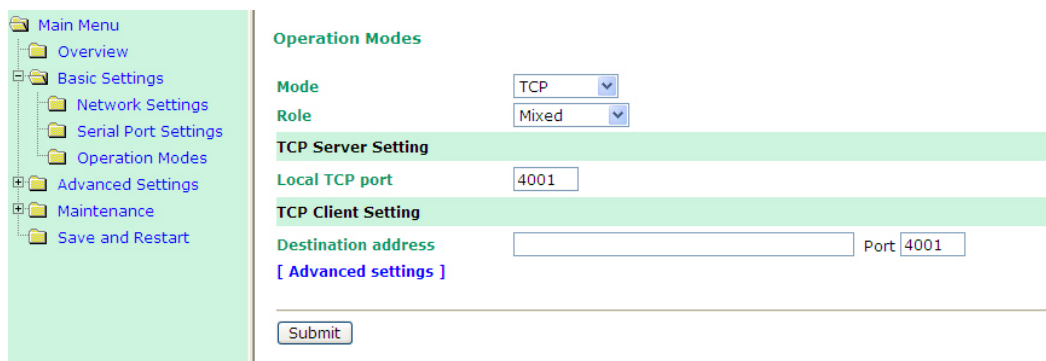 Main Menu
Overview
Basic Settings
Network Settings
Serial Port Settings
Operation Modes
Advanced Settings
Maintenance
Save and Restart
Operation Modes
Mode TCP
Role Mixed
TCP Server Setting
Local TCP port 4001
TCP Client Setting
Destination address Port 4001
[ Advanced settings ]
Submit